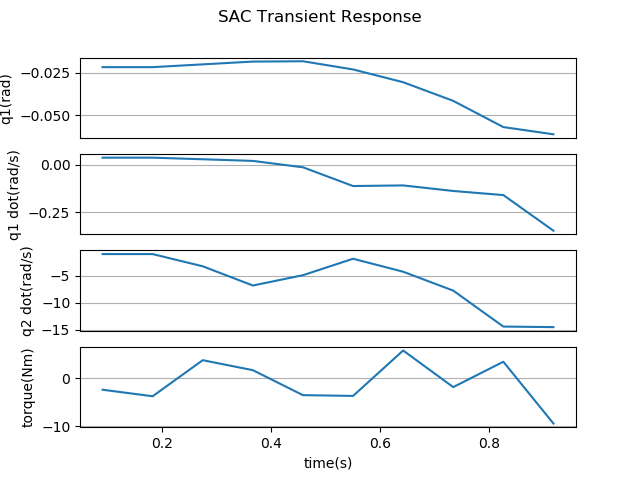 SAC Transient Response
q1(rad)
−0.025
−0.050
q1 dot(rad/s)
0.00
−0.25
q2 dot(rad/s)
−5
−10
−15
torque(Nm)
0
−10
0.2 0.4 0.6 0.8
time(s)